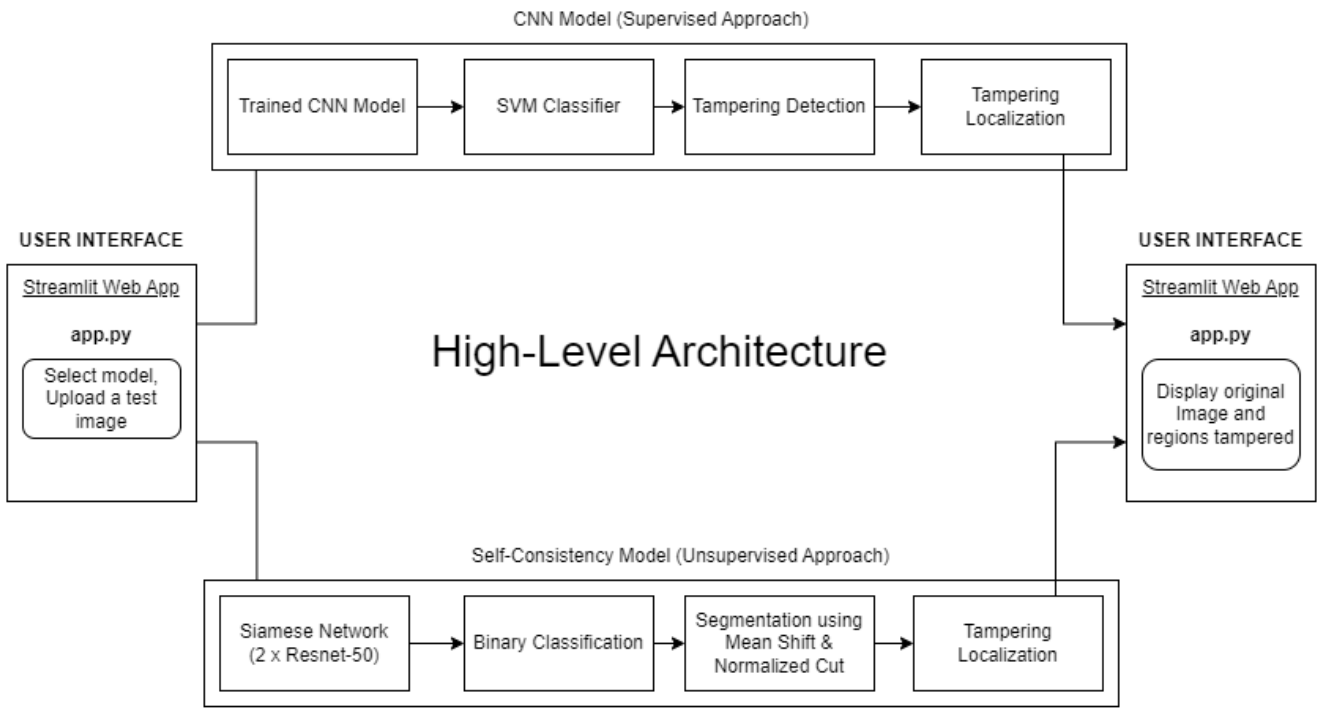 CNN Model (Supervised Approach)
Trained CNN Model
SVM Classifier
Tampering Detection
Tampering
Localization
USER INTERFACE
Streamlit Web App
app.py
Select model,
Upload a test
image
High-Level Architecture
USER INTERFACE
Streamlit Web App
app.py
Display original
Image and
regions tampered
Self-Consistency Model (Unsupervised Approach)
Siamese Network
(2 x Resnet-50)
Binary Classification
Segmentation using
Mean Shift &
Normalized Cut
Tampering
Localization